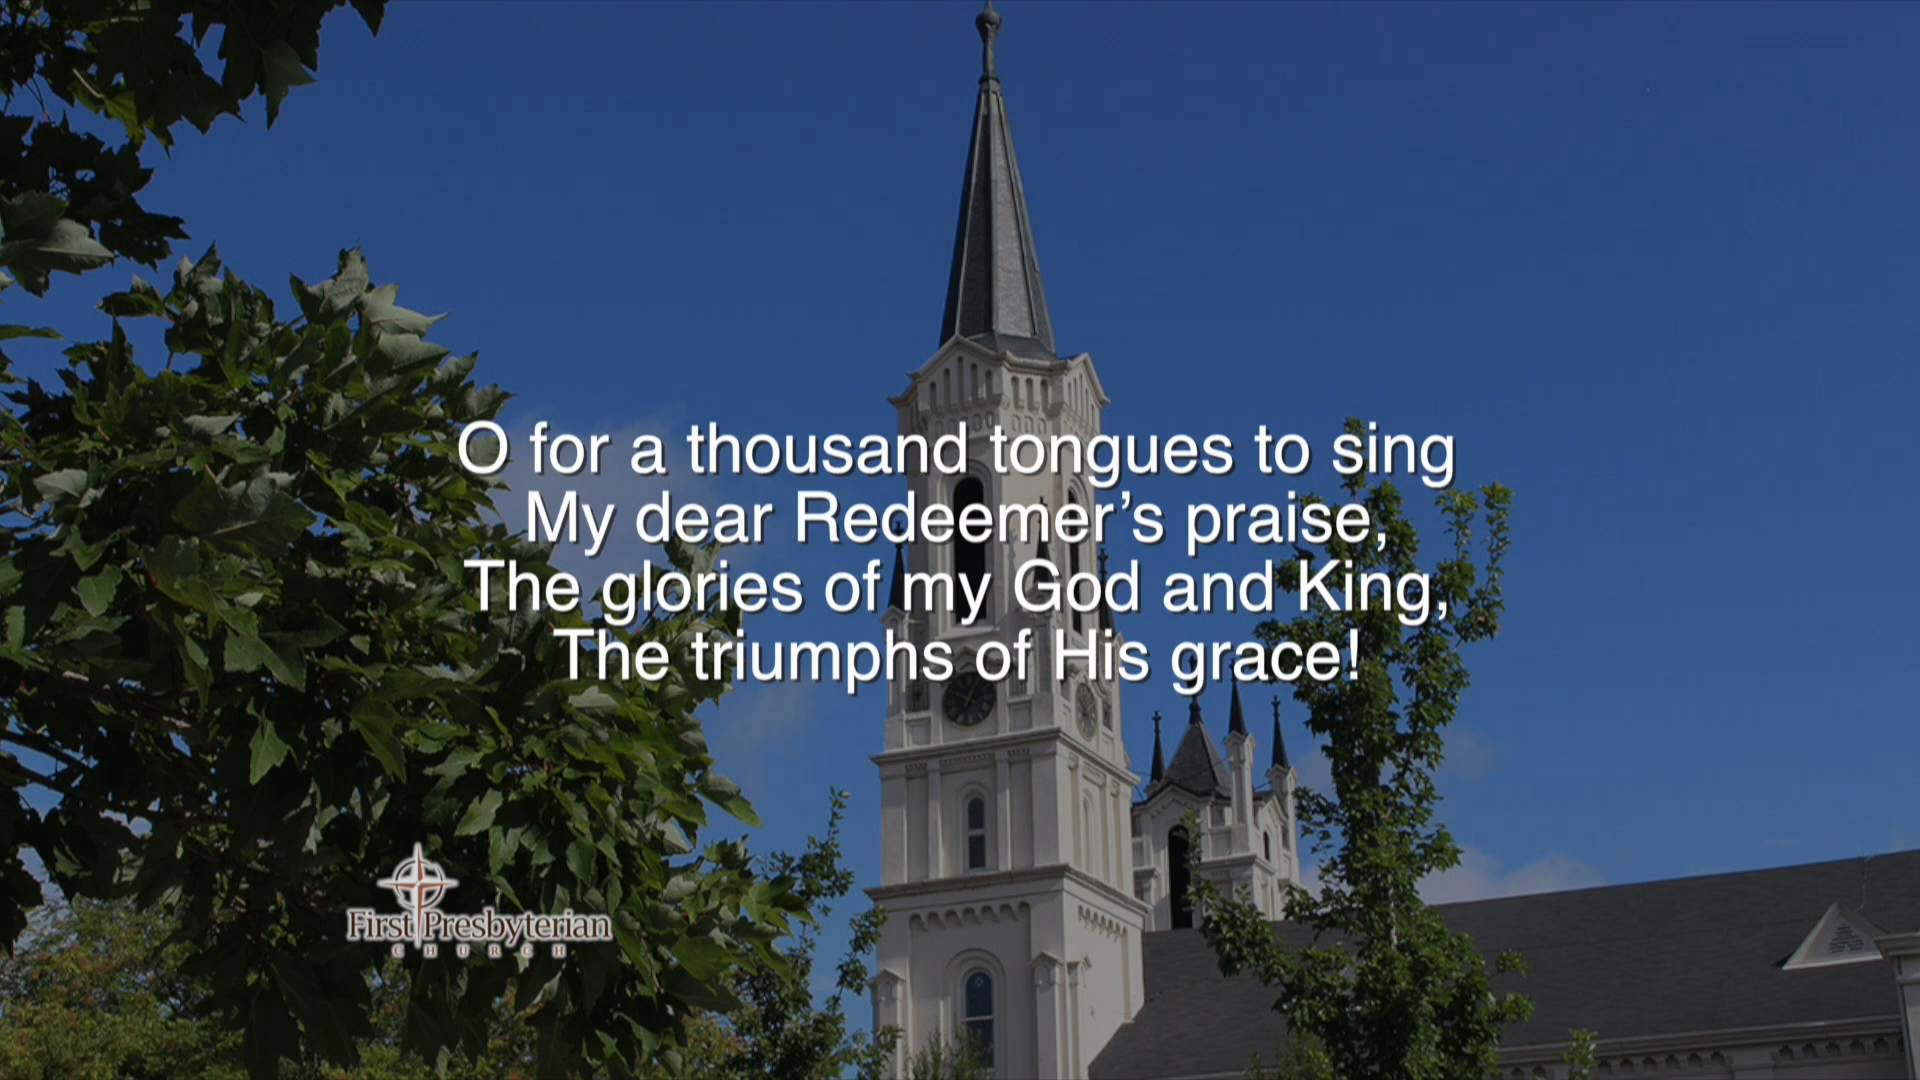 O for a thousand tongues to sing
My dear Redeemer’s praise,
The glories of my God and King,
The triumphs of His grace!
First Presbyterian
CHURCH